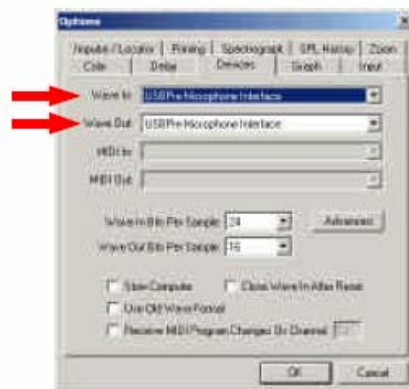 Options
Impulse / Locator Timing Spectrograph SPL History Zoom
Color Delay Devices Graph Input
Wave In: USBPre Microphone Interface
Wave Out: USBPre Microphone Interface
MIDI In:
MIDI Out:
Wave In Bits Per Sample: 24 Advanced
Wave Out Bits Per Sample: 16
Slow Computer Close Wave In After Reset
Use Old Wave Format
Receive MIDI Program Changes On Channel
OK Cancel